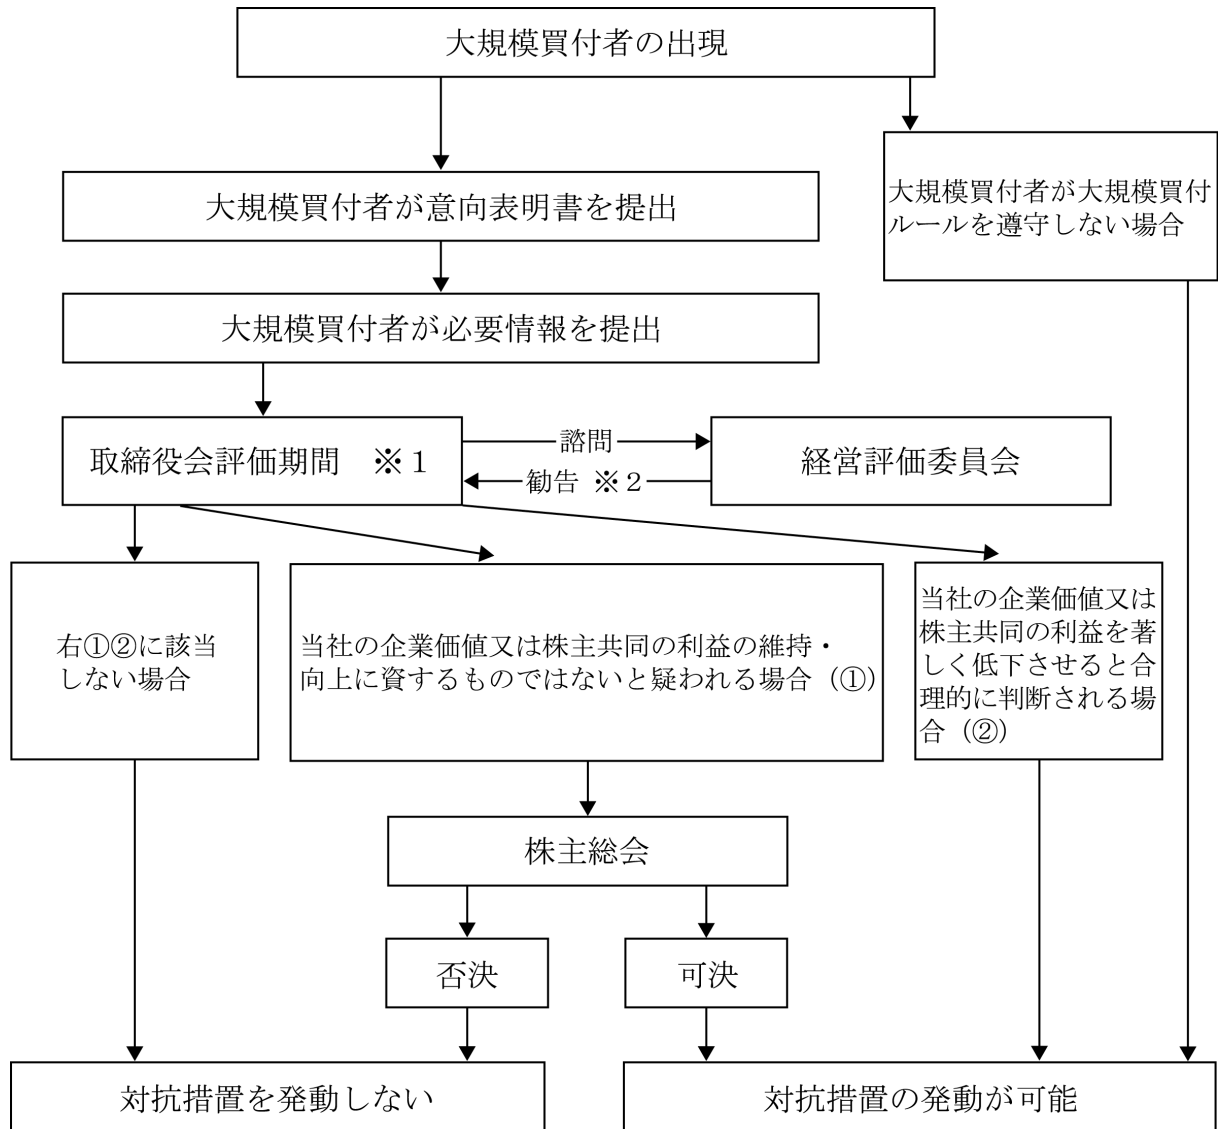 大規模買付者の出現
大規模買付者が意向表明書を提出
大規模買付者が大規模買付
ルールを遵守しない場合
大規模買付者が必要情報を提出
取締役会評価期間　※１
諮問
勧告 ※２
経営評価委員会
右①②に該当
しない場合
当社の企業価値又は株主共同の利益の維持・
向上に資するものではないと疑われる場合（①）
当社の企業価値又は
株主共同の利益を著
しく低下させると合
理的に判断される場
合（②）
株主総会
否決
可決
対抗措置を発動しない
対抗措置の発動が可能